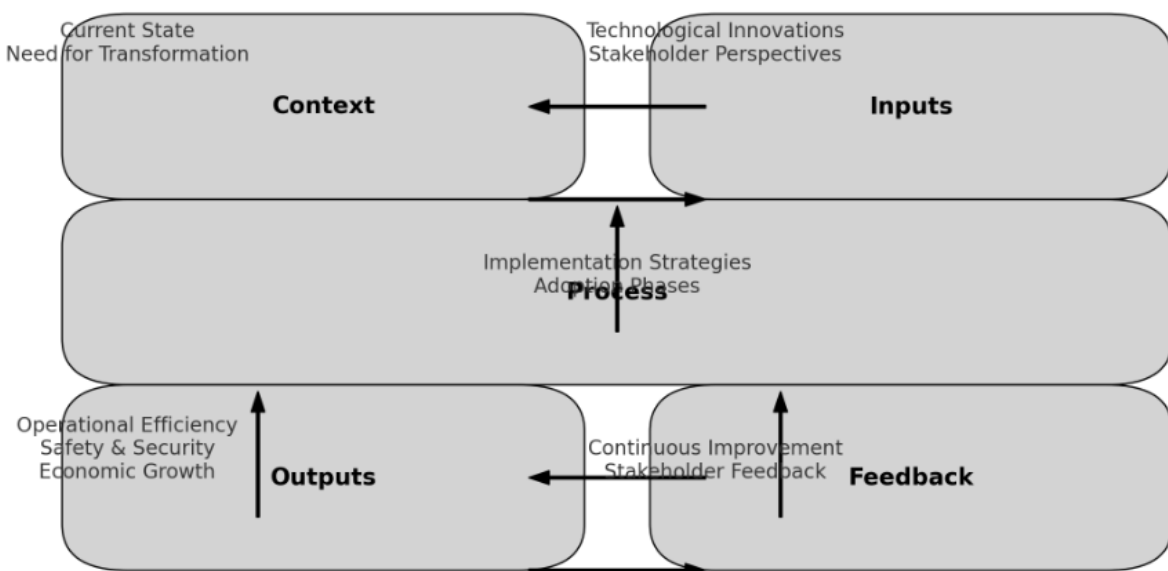 Current State
Need for Transformation
Technological Innovations
Stakeholder Perspectives
Context
Inputs
Implementation Strategies
Adoption Phases
Process
Operational Efficiency
Safety & Security
Economic Growth
Continuous Improvement
Stakeholder Feedback
Outputs
Feedback